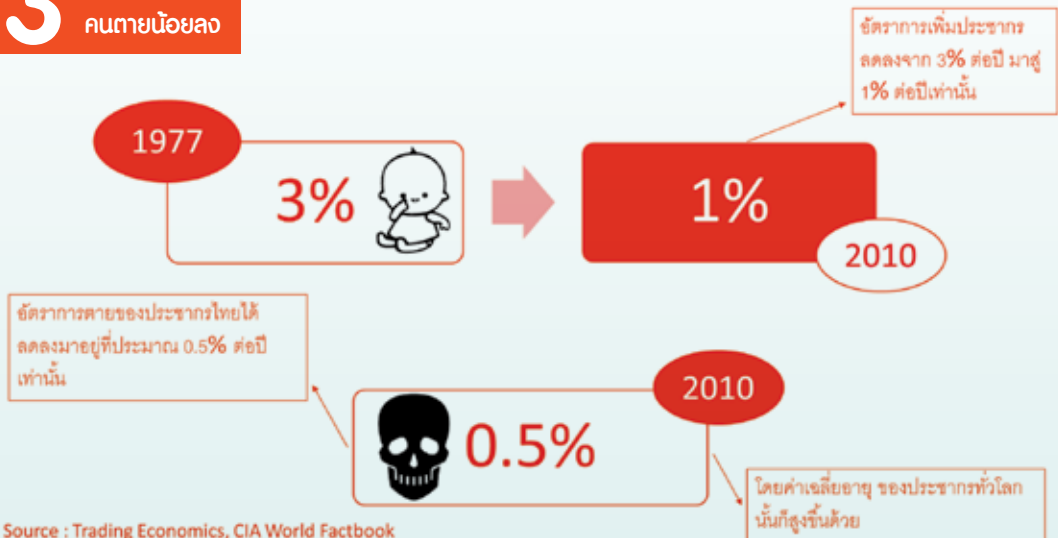 3
คนตายน้อยลง
อัตราการเพิ่มประชากร
ลดลงจาก 3% ต่อปี มาสู่
1% ต่อปีเท่านั้น
1977
3%
1%
2010
อัตราการตายของประชากรไทยได้
ลดลงมาอยู่ที่ประมาณ 0.5% ต่อปี
เท่านั้น
2010
0.5%
โดยค่าเฉลี่ยอายุ ของประชากรทั่วโลก
นั้นก็สูงขึ้นด้วย
Source : Trading Economics, CIA World Factbook